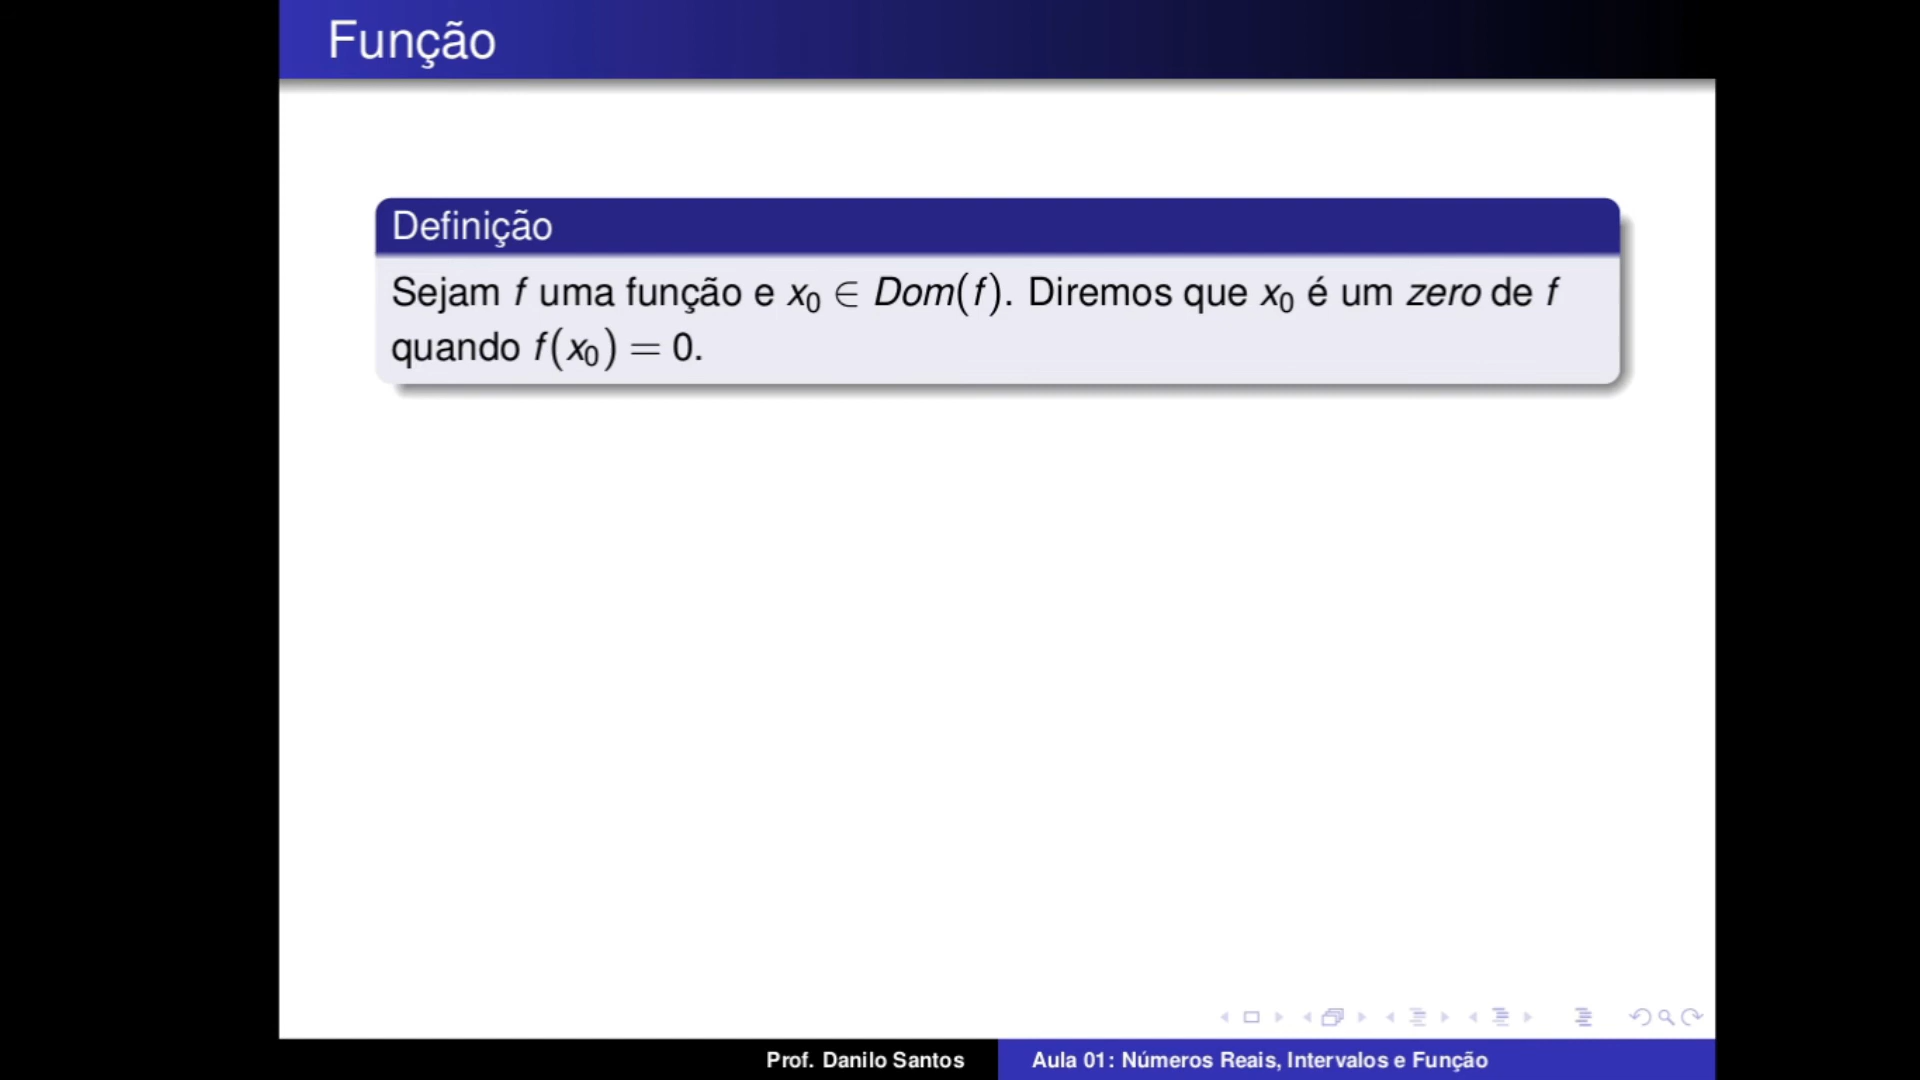 Função
Definição
Sejam f uma função e x₀ ∈ Dom(f). Diremos que x₀ é um zero de f
quando f(x₀) = 0.
Prof. Danilo Santos
Aula 01: Números Reais, Intervalos e Função